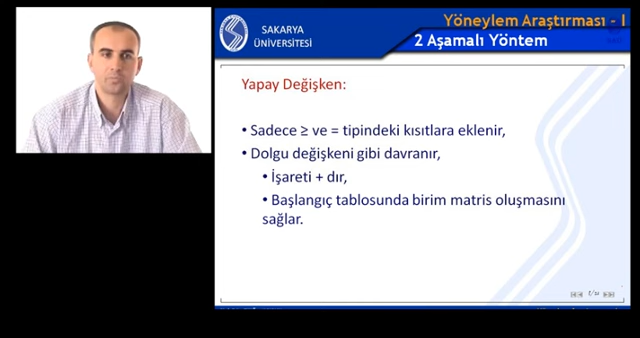 SAKARYA
ÜNİVERSİTESİ
Yöneylem Araştırması - I
2 Aşamalı Yöntem
Yapay Değişken:
• Sadece ≥ ve = tipindeki kısıtlara eklenir,
• Dolgu değişkeni gibi davranır,
• İşareti + dır,
• Başlangıç tablosunda birim matris oluşmasını
sağlar.